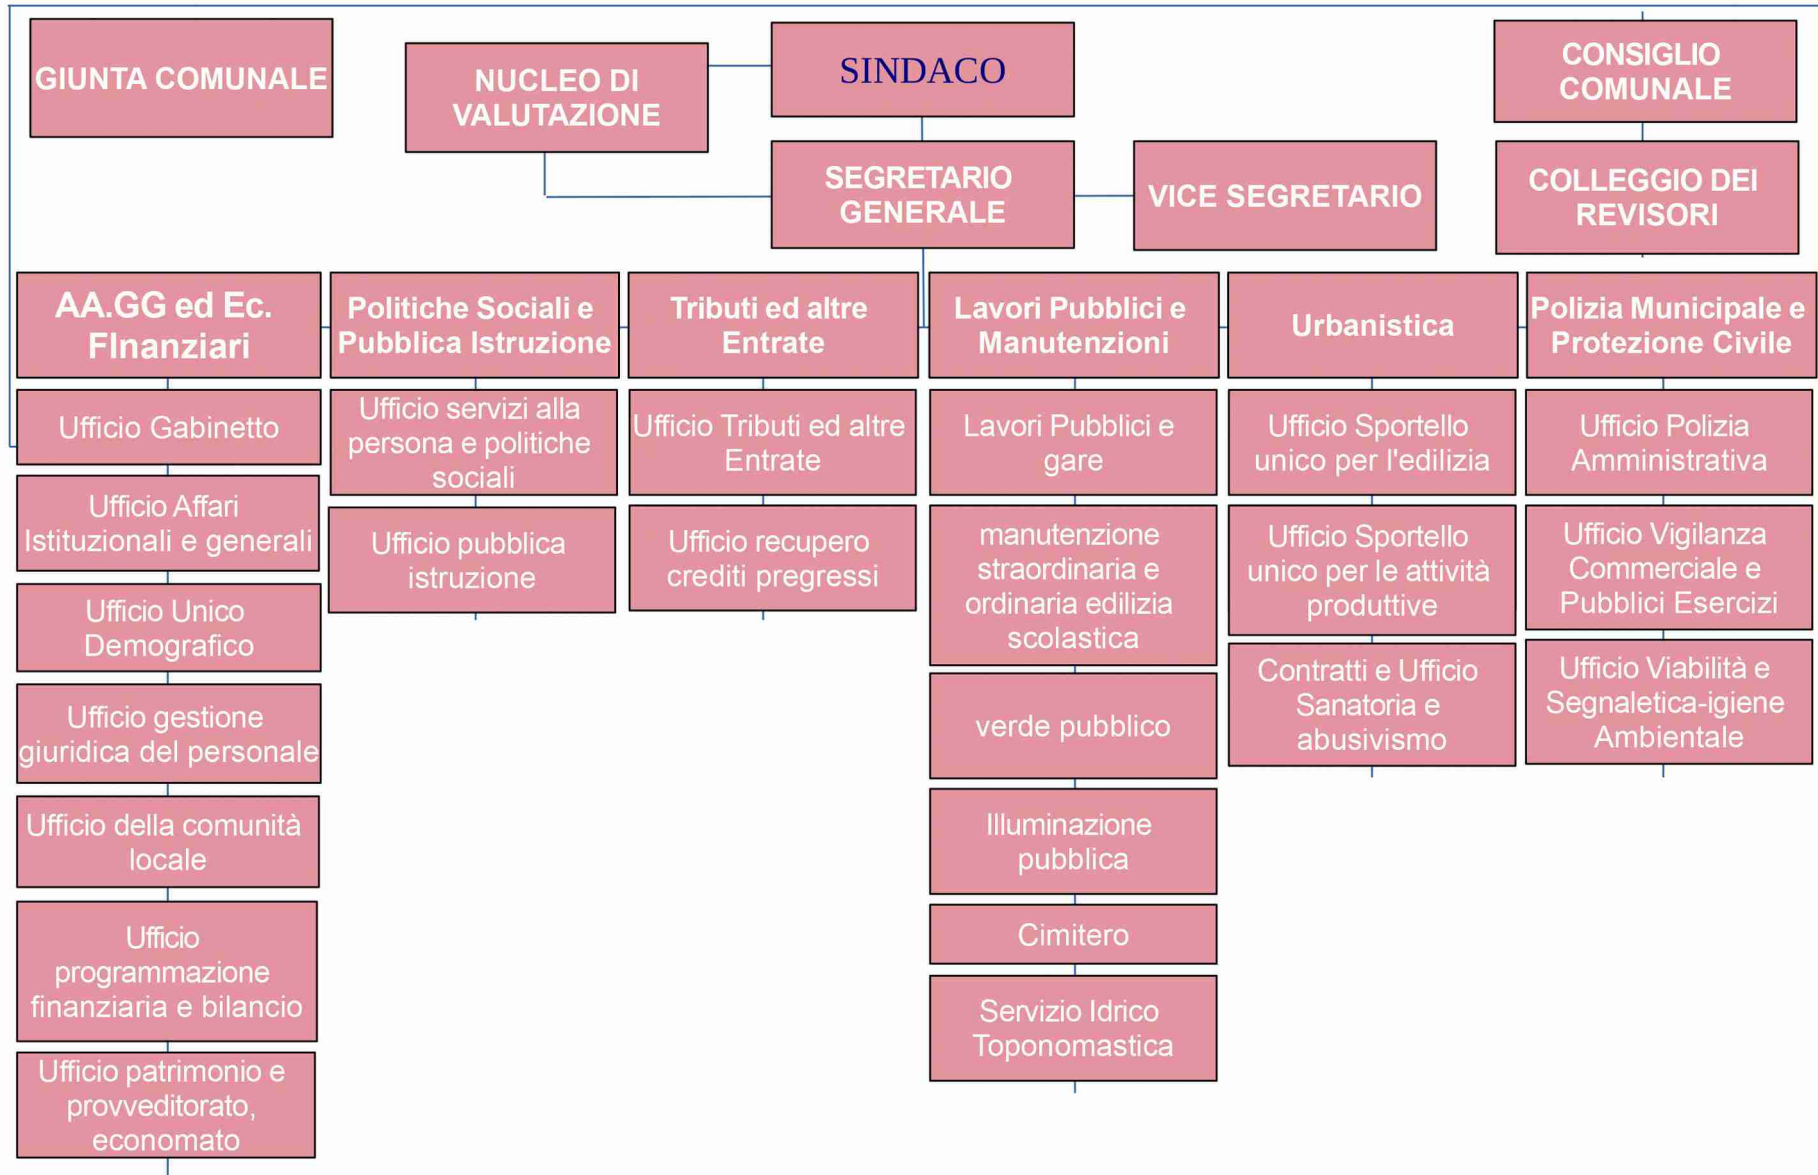 GIUNTA COMUNALE
NUCLEO DI
VALUTAZIONE
SINDACO
CONSIGLIO
COMUNALE
SEGRETARIO
GENERALE
VICE SEGRETARIO
COLLEGGIO DEI
REVISORI
AA.GG ed Ec.
FInanziari
Politiche Sociali e
Pubblica Istruzione
Tributi ed altre
Entrate
Lavori Pubblici e
Manutenzioni
Urbanistica
Polizia Municipale e
Protezione Civile
Ufficio Gabinetto
Ufficio Affari
Istituzionali e generali
Ufficio Unico
Demografico
Ufficio gestione
giuridica del personale
Ufficio della comunità
locale
Ufficio
programmazione
finanziaria e bilancio
Ufficio patrimonio e
provveditorato,
economato
Ufficio servizi alla
persona e politiche
sociali
Ufficio pubblica
istruzione
Ufficio Tributi ed altre
Entrate
Ufficio recupero
crediti pregressi
Lavori Pubblici e
gare
manutenzione
straordinaria e
ordinaria edilizia
scolastica
verde pubblico
Illuminazione
pubblica
Cimitero
Servizio Idrico
Toponomastica
Ufficio Sportello
unico per l'edilizia
Ufficio Sportello
unico per le attività
produttive
Contratti e Ufficio
Sanatoria e
abusivismo
Ufficio Polizia
Amministrativa
Ufficio Vigilanza
Commerciale e
Pubblici Esercizi
Ufficio Viabilità e
Segnaletica-igiene
Ambientale